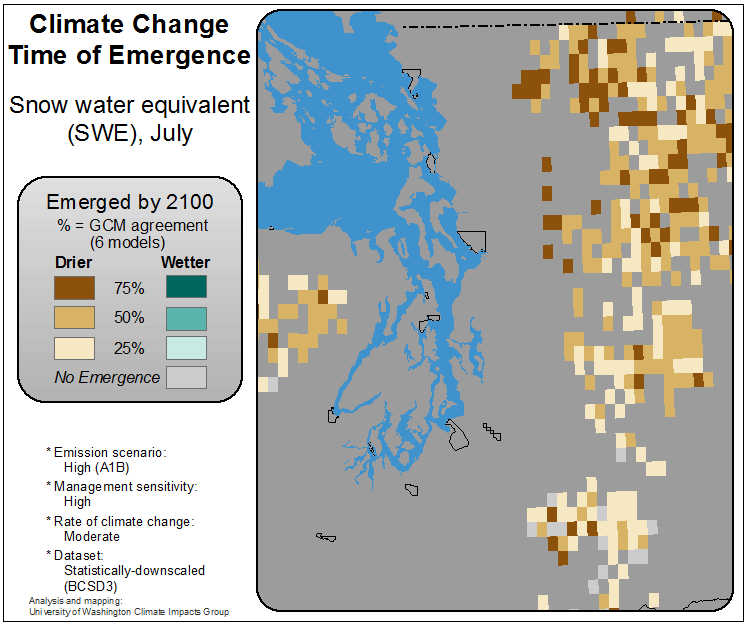 Climate Change
Time of Emergence
Snow water equivalent
(SWE), July
Emerged by 2100
% = GCM agreement
(6 models)
Drier Wetter
75%
50%
25%
No Emergence
* Emission scenario:
High (A1B)
* Management sensitivity:
High
* Rate of climate change:
Moderate
* Dataset:
Statistically-downscaled
(BCSD3)
Analysis and mapping:
University of Washington Climate Impacts Group